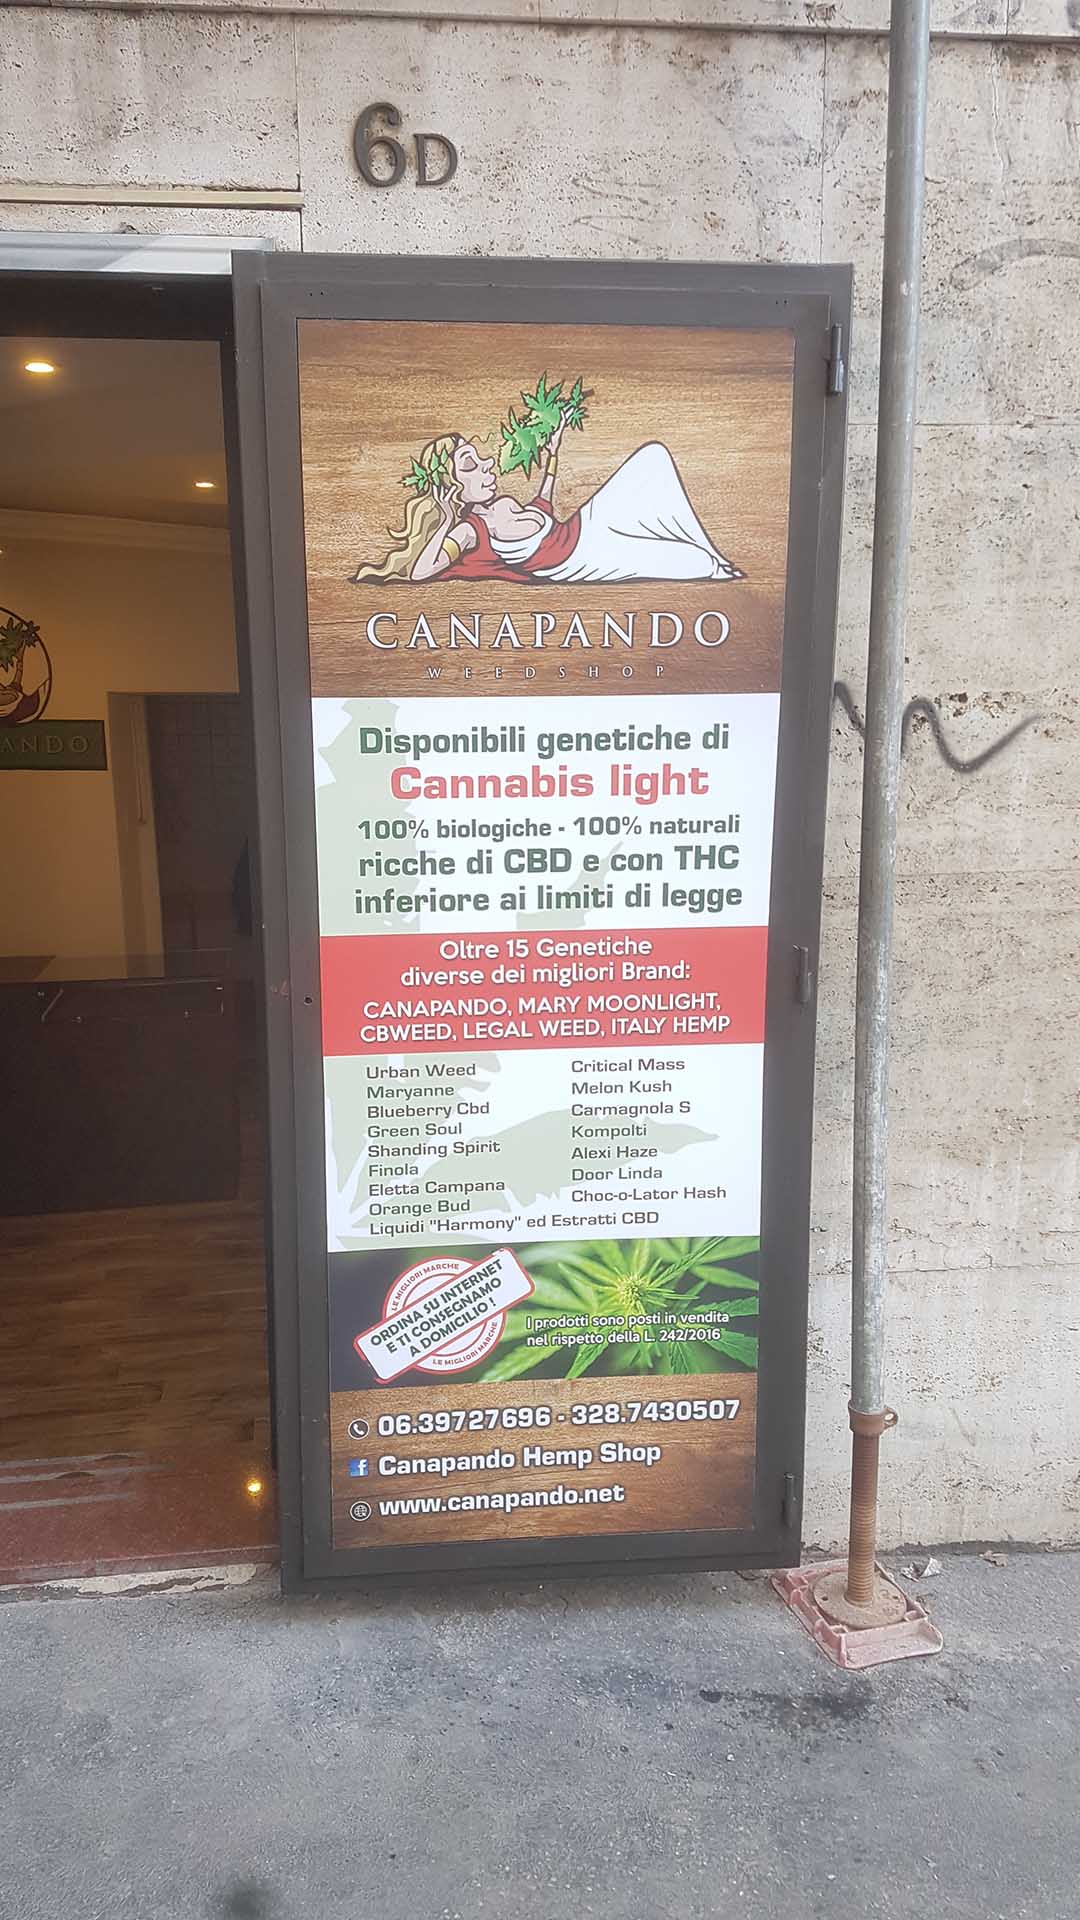 6D
ANDO
CANAPANDO
WEEDSHOP
Disponibili genetiche di
Cannabis light
100% biologiche - 100% naturali
ricche di CBD e con THC
inferiore ai limiti di legge
Oltre 15 Genetiche
diverse dei migliori Brand:
CANAPANDO, MARY MOONLIGHT,
CBWEED, LEGAL WEED, ITALY HEMP
Urban Weed
Maryanne
Blueberry Cbd
Green Soul
Shanding Spirit
Finola
Eletta Campana
Orange Bud
Liquidi "Harmony" ed Estratti CBD
Critical Mass
Melon Kush
Carmagnola S
Kompolti
Alexi Haze
Door Linda
Choc-o-Lator Hash
LE MIGLIORI MARCHE
ORDINA SU INTERNET
E TI CONSEGNAMO
A DOMICILIO !
LE MIGLIORI MARCHE
I prodotti sono posti in vendita
nel rispetto della L. 242/2016
06.39727696 - 328.7430507
f Canapando Hemp Shop
www.canapando.net